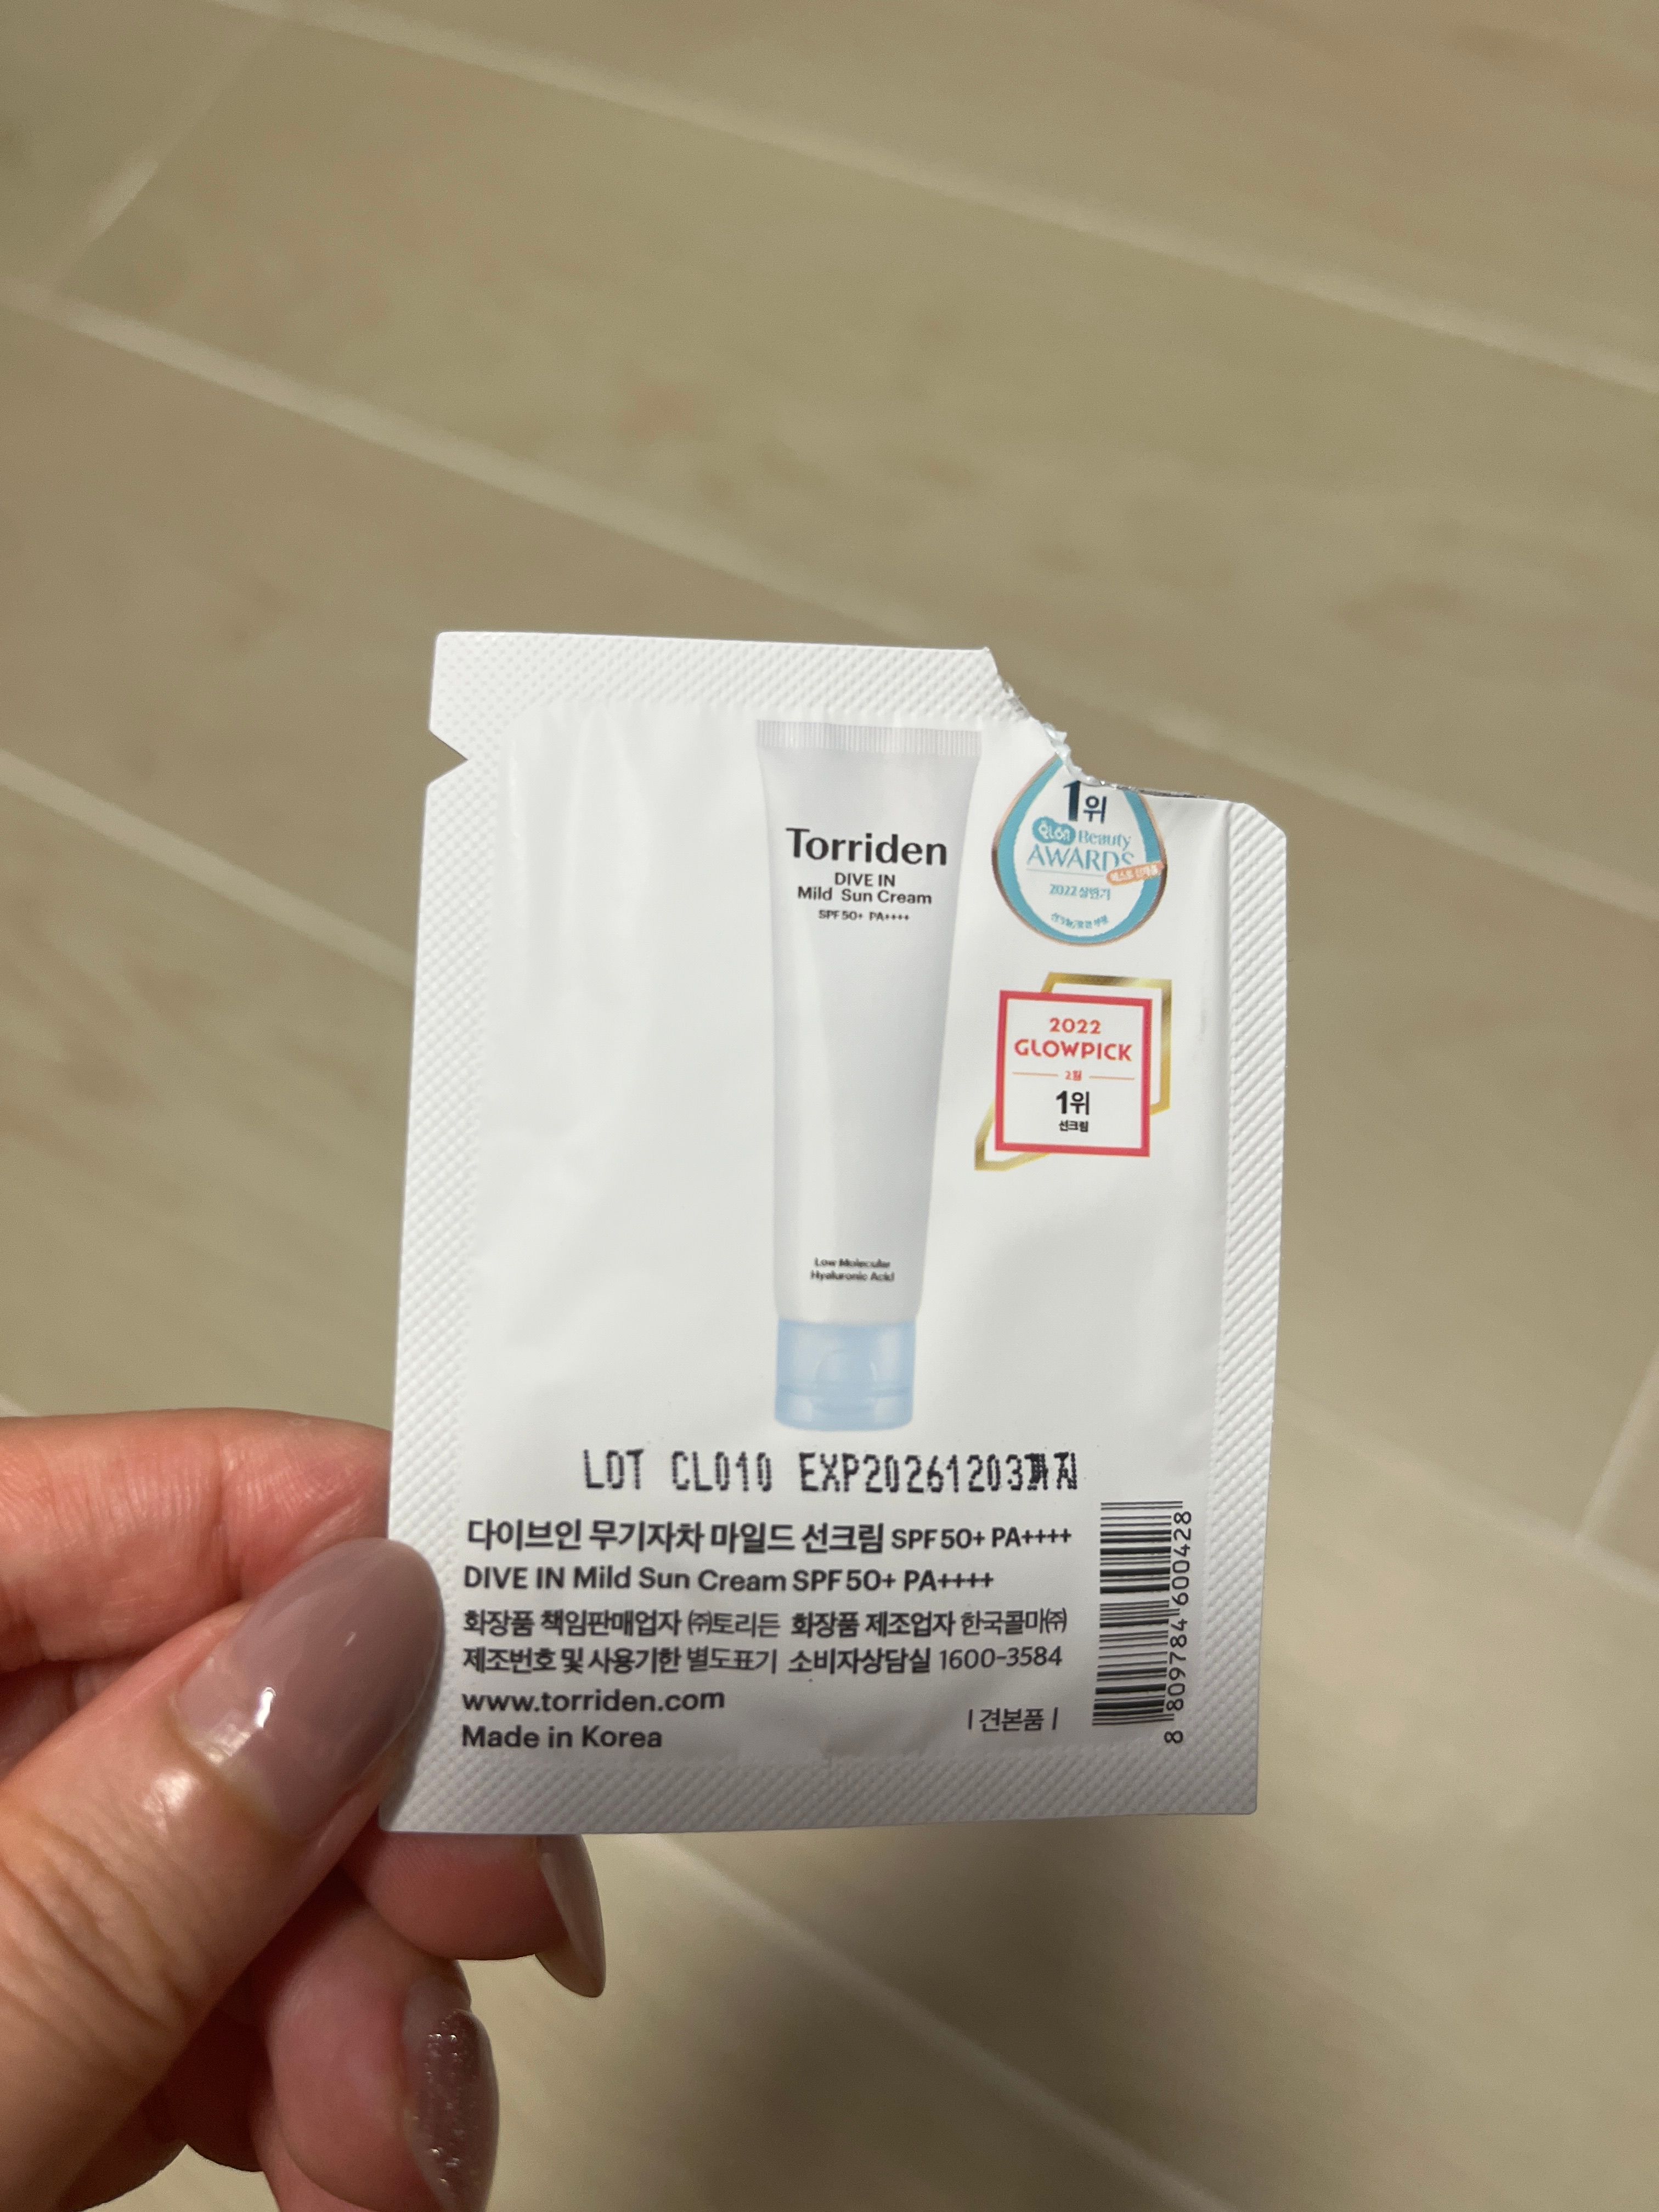 Torriden
DIVE IN
Mild Sun Cream
SPF 50+ PA++++
1위
Beauty
AWARDS
2022 상반기
2022
GLOWPICK
2월
1위
선크림
Low Molecular
Hyaluronic Acid
LOT CL010 EXP20261203까지
다이브인 무기자차 마일드 선크림 SPF 50+ PA++++
DIVE IN Mild Sun Cream SPF 50+ PA++++
화장품 책임판매업자 ㈜토리든 화장품 제조업자 한국콜마㈜
제조번호 및 사용기한 별도표기 소비자상담실 1600-3584
www.torriden.com
Made in Korea
| 견본품 |
8 809784 600428